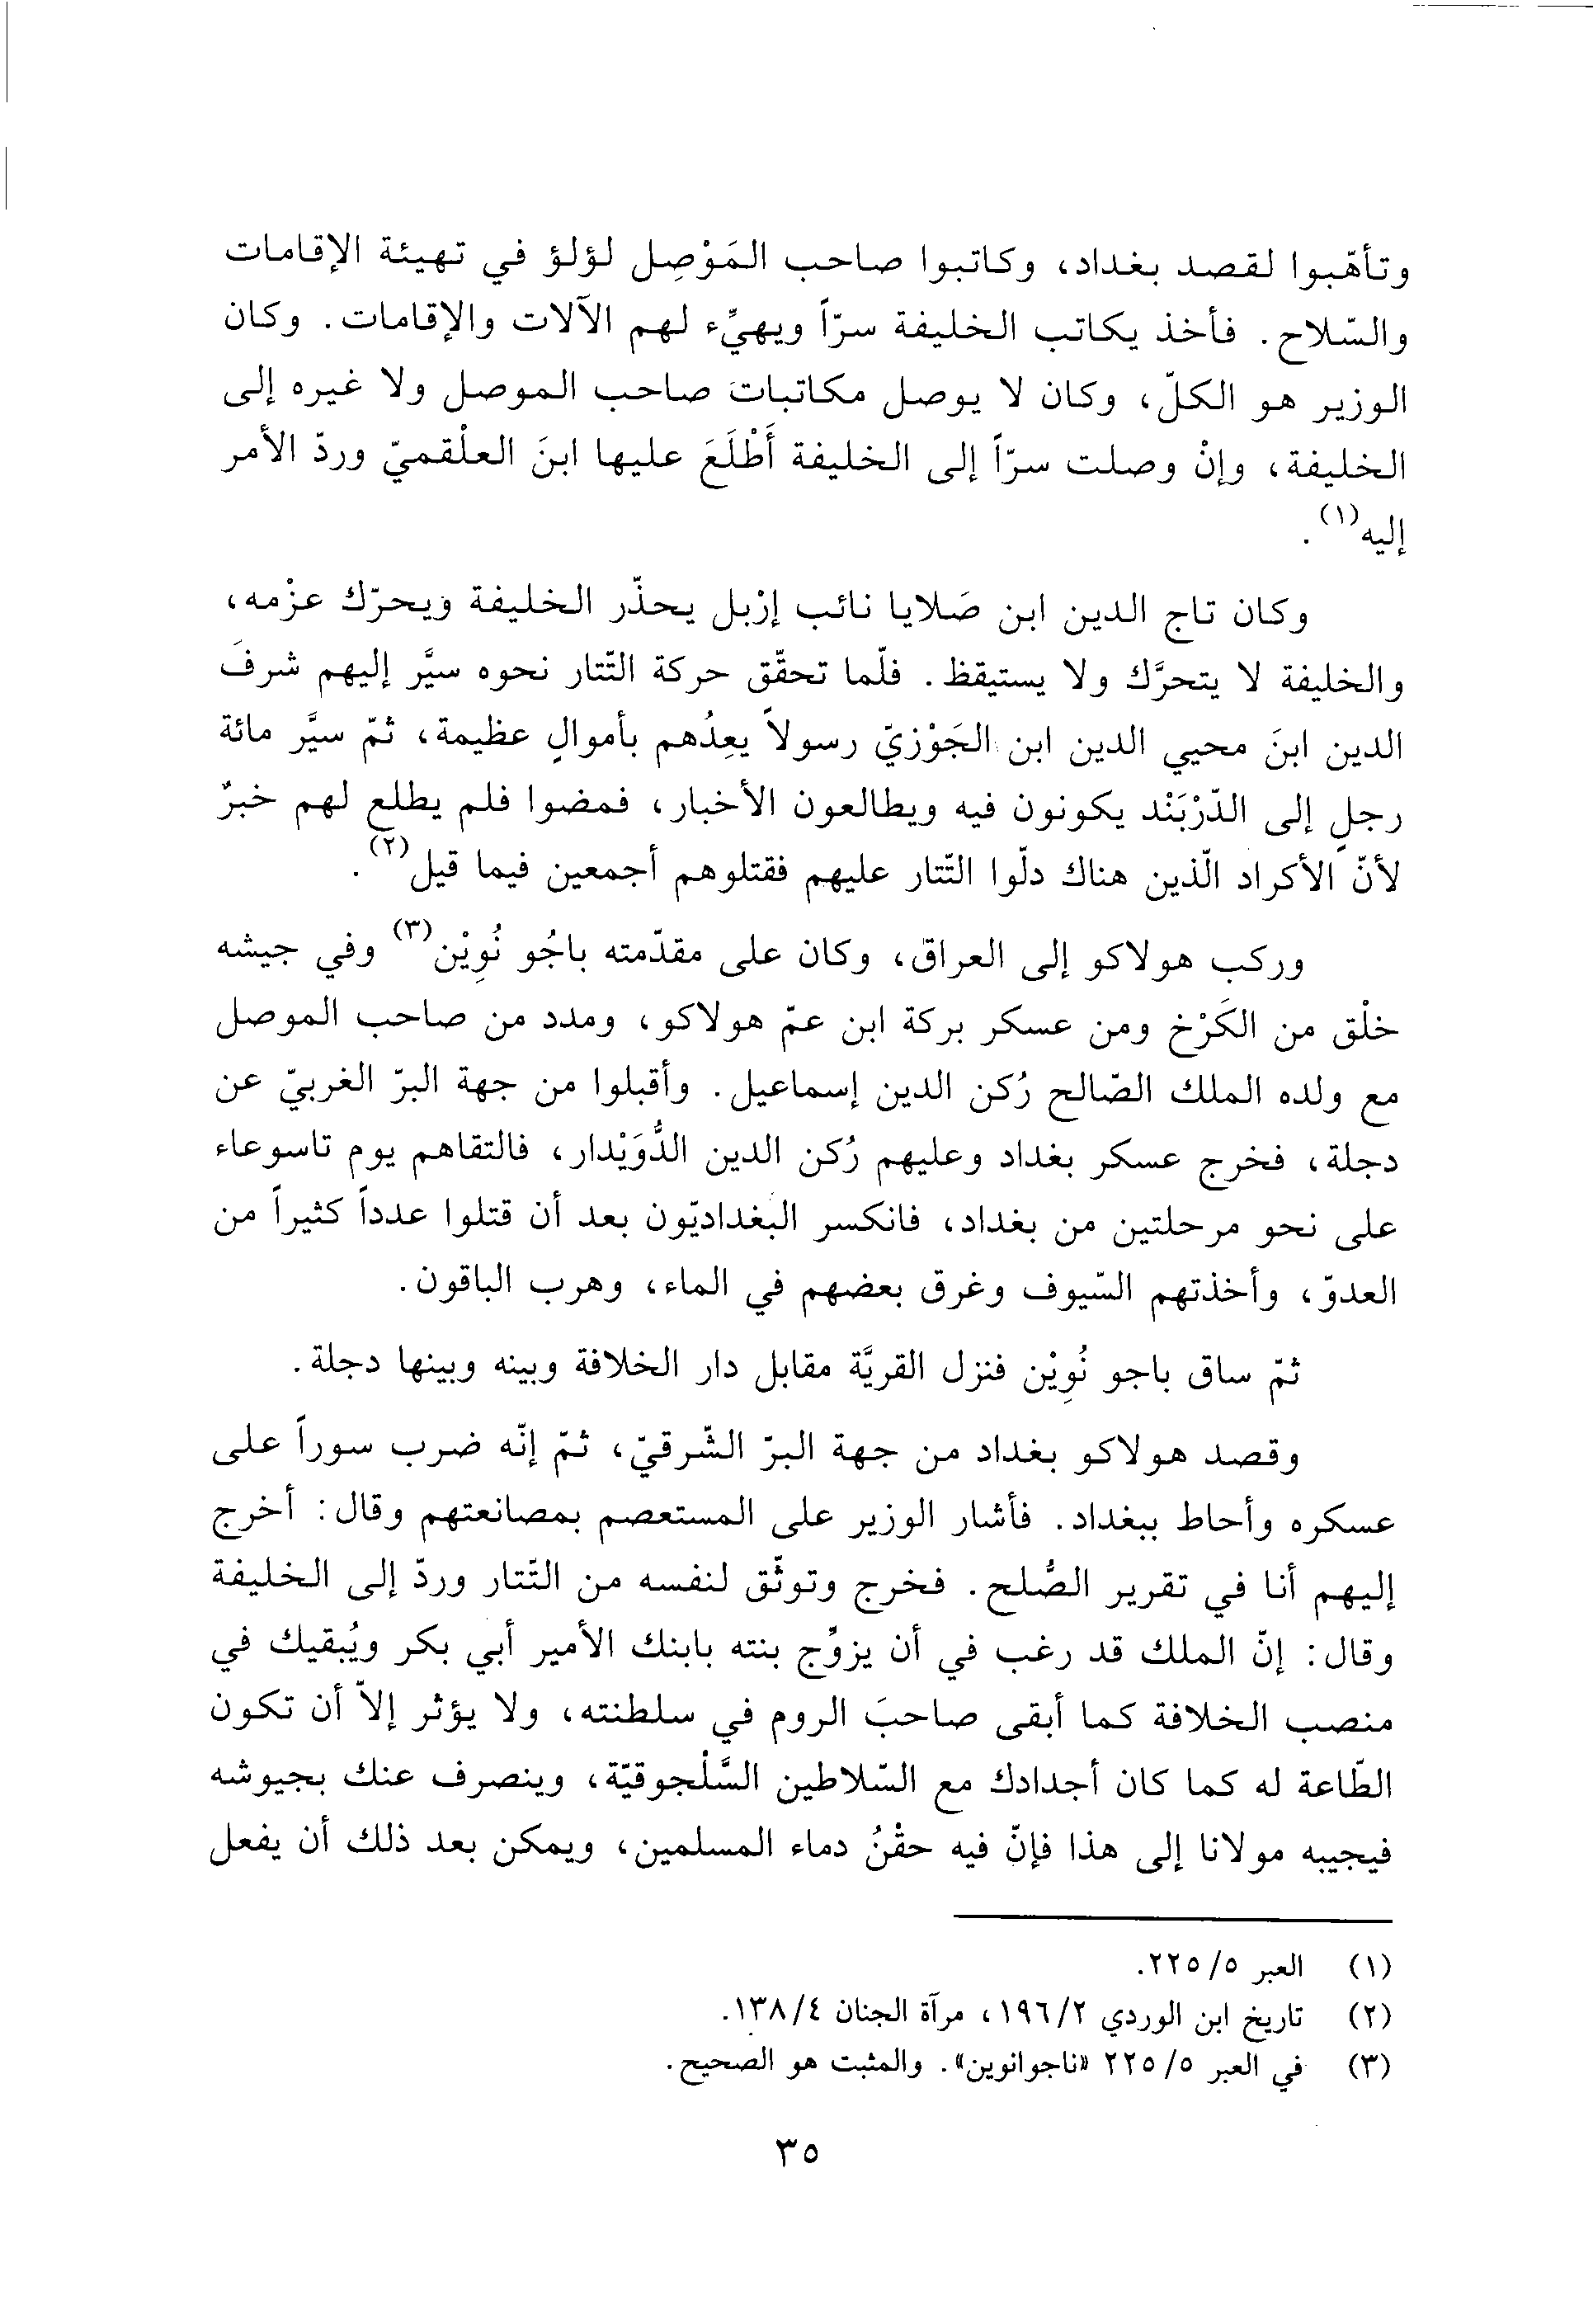 وتأهّبوا لقصد بغداد، وكاتبوا صاحب المَوْصِل لؤلؤ في تهيئة الإقامات
والسّلاح. فأخذ يكاتب الخليفة سرّاً ويهيِّء لهم الآلات والإقامات. وكان
الوزير هو الكلّ، وكان لا يوصل مكاتبات صاحب الموصل ولا غيره إلى
الخليفة، وإنْ وصلت سرّاً إلى الخليفة أَطْلَعَ عليها ابنَ العلْقميّ وردّ الأمر
إليه(١).
وكان تاج الدين ابن صَلايا نائب إرْبل يحذّر الخليفة ويحرّك عزْمه،
والخليفة لا يتحرَّك ولا يستيقظ. فلّما تحقّق حركة التّتار نحوه سيَّر إليهم شرفَ
الدين ابنَ محيي الدين ابن الجَوْزيّ رسولاً يعِدُهم بأموالٍ عظيمة، ثمّ سيَّر مائة
رجلٍ إلى الدّرْبَنْد يكونون فيه ويطالعون الأخبار، فمضوا فلم يطلع لهم خبرٌ
لأنّ الأكراد الّذين هناك دلّوا التّتار عليهم فقتلوهم أجمعين فيما قيل(٢).
وركب هولاكو إلى العراق، وكان على مقدّمته باجُو نُوِيْن(٣) وفي جيشه
خلْق من الكَرْخ ومن عسكر بركة ابن عمّ هولاكو، ومدد من صاحب الموصل
مع ولده الملك الصّالح رُكن الدين إسماعيل. وأقبلوا من جهة البرّ الغربيّ عن
دجلة، فخرج عسكر بغداد وعليهم رُكن الدين الدُّوَيْدار، فالتقاهم يوم تاسوعاء
على نحو مرحلتين من بغداد، فانكسر البغداديّون بعد أن قتلوا عدداً كثيراً من
العدوّ، وأخذتهم السّيوف وغرق بعضهم في الماء، وهرب الباقون.
ثمّ ساق باجو نُوِيْن فنزل القريَّة مقابل دار الخلافة وبينه وبينها دجلة.
وقصد هولاكو بغداد من جهة البرّ الشّرقيّ، ثمّ إنّه ضرب سوراً على
عسكره وأحاط ببغداد. فأشار الوزير على المستعصم بمصانعتهم وقال: أخرج
إليهم أنا في تقرير الصُّلح. فخرج وتوثّق لنفسه من التّتار وردّ إلى الخليفة
وقال: إنّ الملك قد رغب في أن يزوِّج بنته بابنك الأمير أبي بكر ويُبقيك في
منصب الخلافة كما أبقى صاحبَ الروم في سلطنته، ولا يؤثر إلاّ أن تكون
الطّاعة له كما كان أجدادك مع السّلاطين السَّلْجوقيّة، وينصرف عنك بجيوشه
فيجيبه مولانا إلى هذا فإنّ فيه حقْنُ دماء المسلمين، ويمكن بعد ذلك أن يفعل
(١) العبر ٥/ ٢٢٥.
(٢) تاريخ ابن الوردي ٢/ ١٩٦، مرآة الجنان ٤/ ١٣٨.
(٣) في العبر ٥/ ٢٢٥ «ناجوانوين». والمثبت هو الصحيح.
٣٥